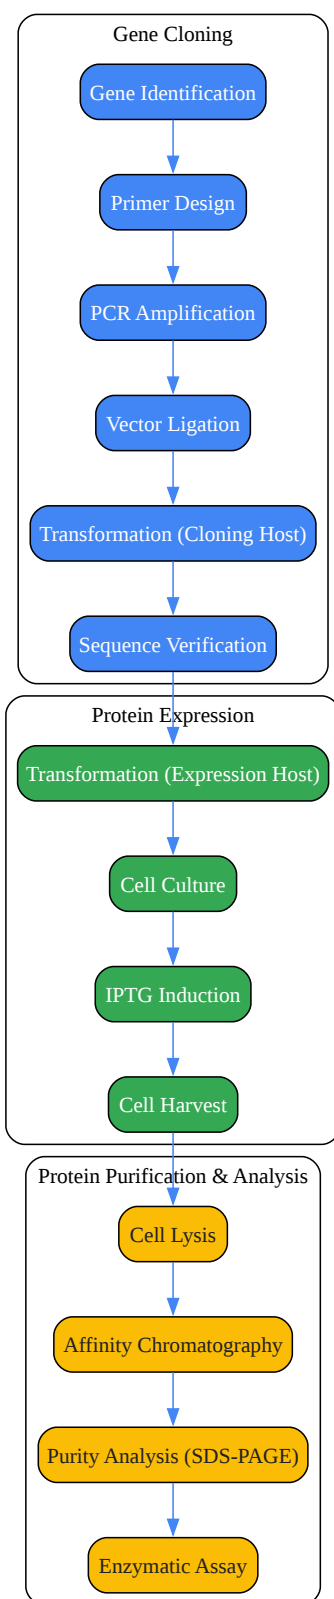 Gene Cloning
Gene Identification
Primer Design
PCR Amplification
Vector Ligation
Transformation (Cloning Host)
Sequence Verification
Protein Expression
Transformation (Expression Host)
Cell Culture
IPTG Induction
Cell Harvest
Protein Purification & Analysis
Cell Lysis
Affinity Chromatography
Purity Analysis (SDS-PAGE)
Enzymatic Assay